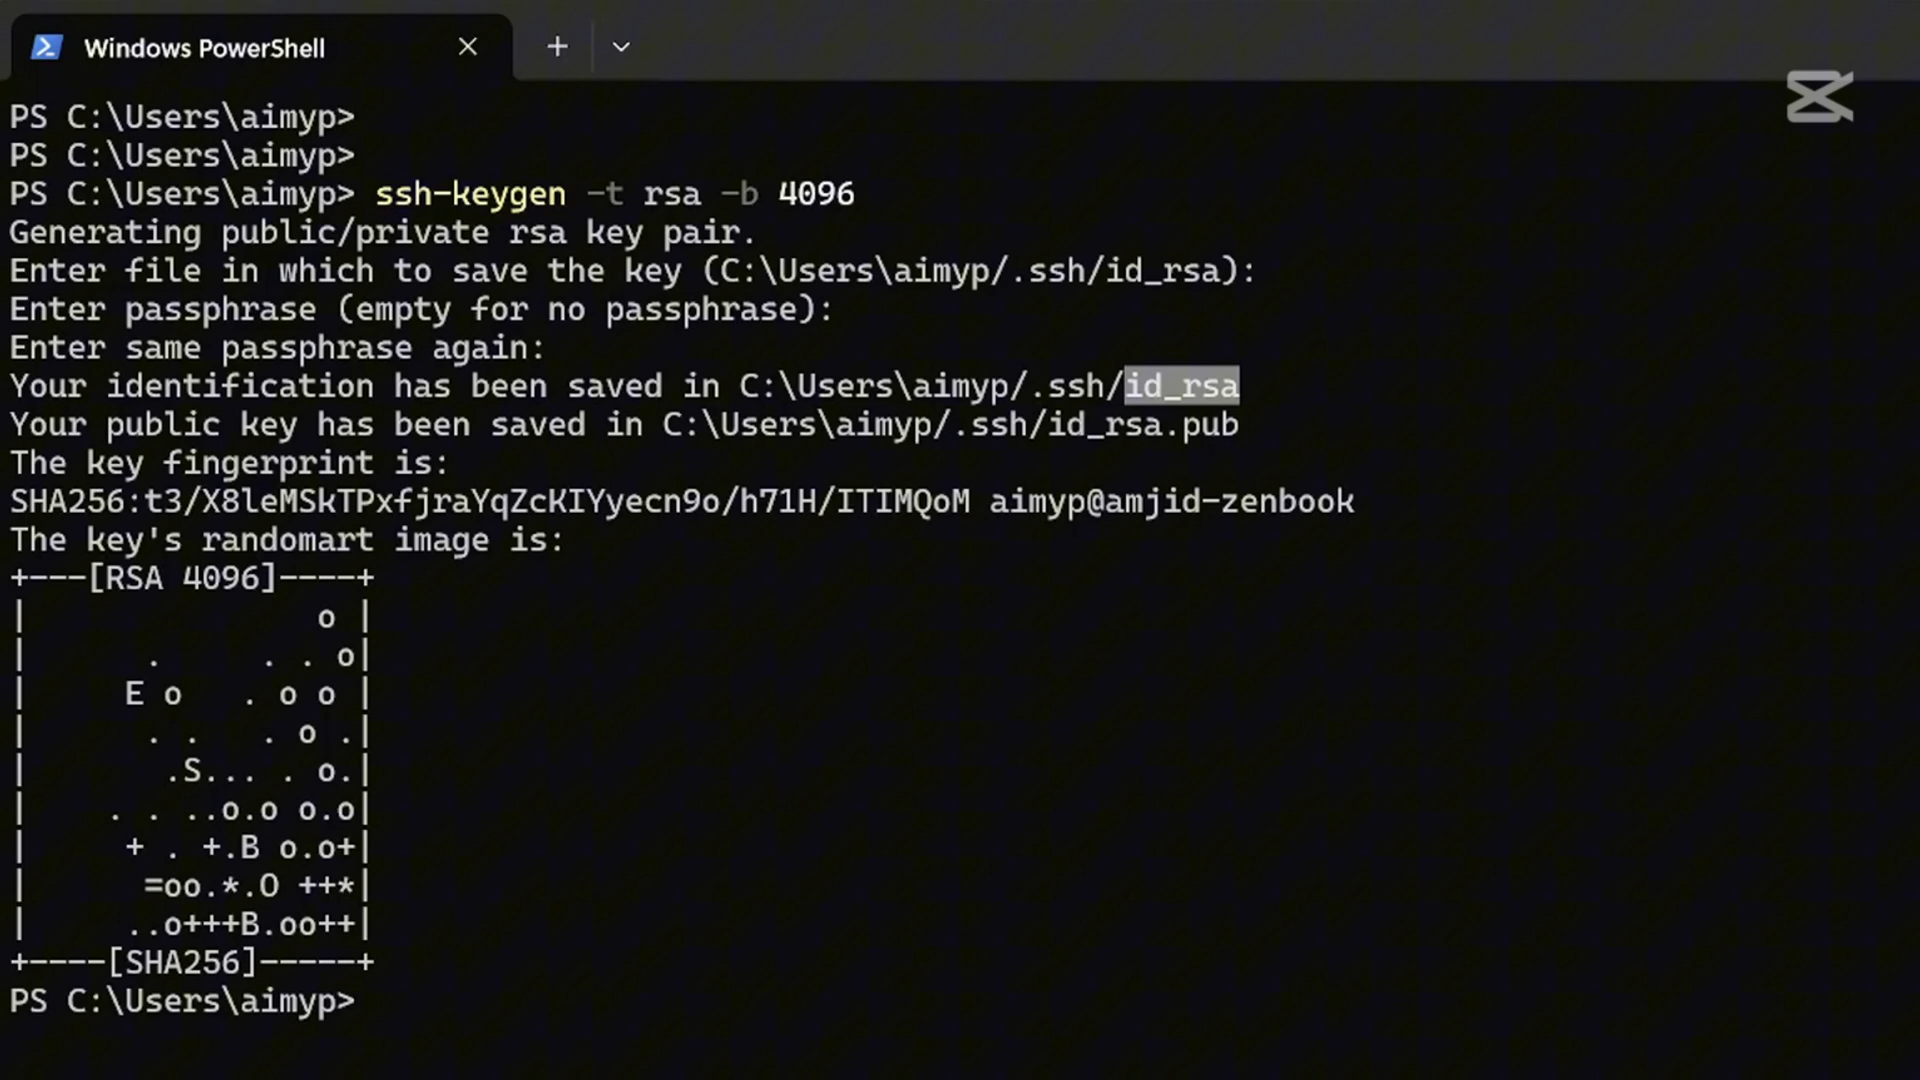 Windows PowerShell
PS C:\Users\aimyp>
PS C:\Users\aimyp>
PS C:\Users\aimyp> ssh-keygen -t rsa -b 4096
Generating public/private rsa key pair.
Enter file in which to save the key (C:\Users\aimyp/.ssh/id_rsa):
Enter passphrase (empty for no passphrase):
Enter same passphrase again:
Your identification has been saved in C:\Users\aimyp/.ssh/id_rsa
Your public key has been saved in C:\Users\aimyp/.ssh/id_rsa.pub
The key fingerprint is:
SHA256:t3/X8leMSkTPxfjraYqZcKIYyecn9o/h71H/ITIMQoM aimyp@amjid-zenbook
The key's randomart image is:
+---[RSA 4096]----+
|               o |
|      .     . . o|
|     E o   . o o |
|      . .   . o .|
|       .S... . o.|
|    . . ..o.o o.o|
|     + . +.B o.o+|
|      =oo.*.O ++*|
|     ..o+++B.oo++|
+----[SHA256]-----+
PS C:\Users\aimyp>